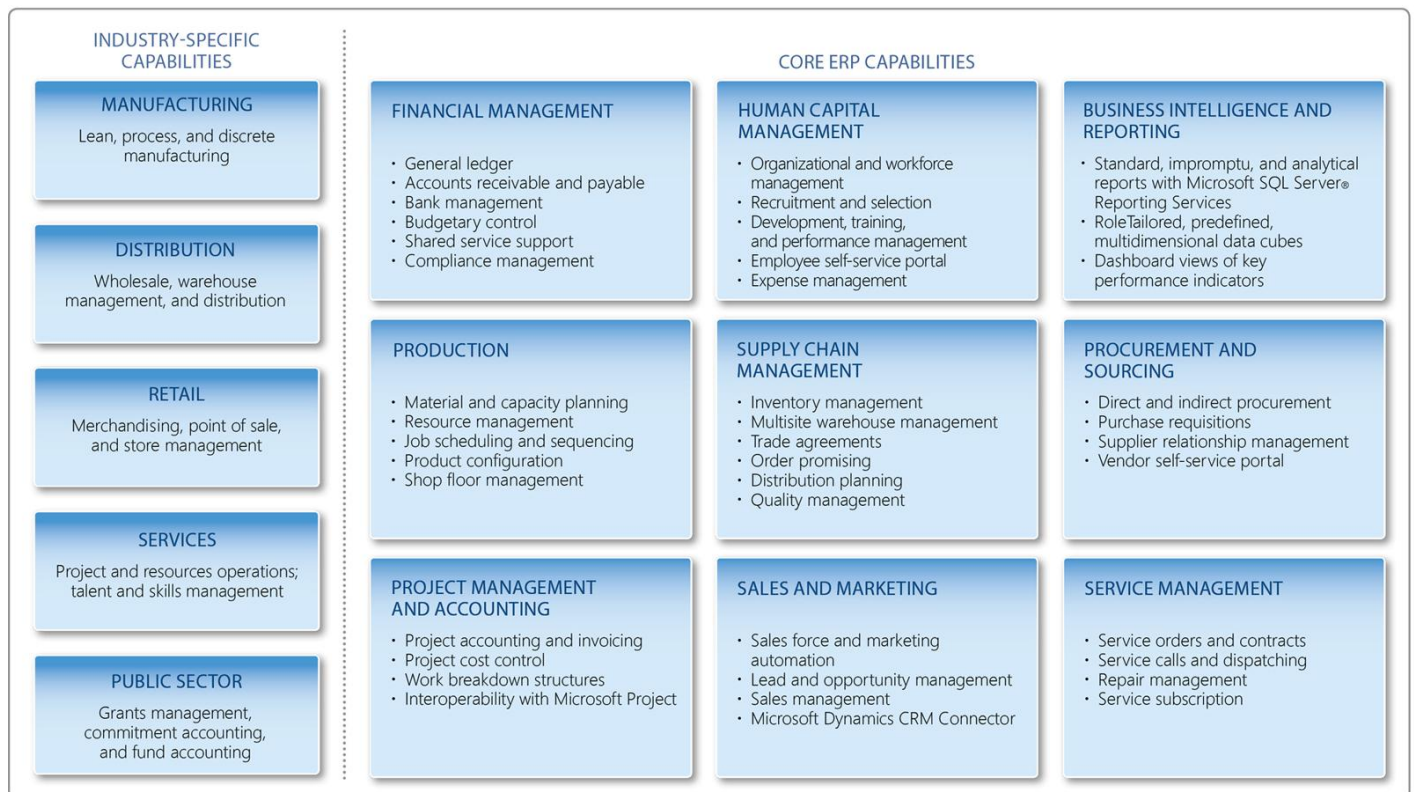 INDUSTRY-SPECIFIC
CAPABILITIES
MANUFACTURING
Lean, process, and discrete
manufacturing
DISTRIBUTION
Wholesale, warehouse
management, and distribution
RETAIL
Merchandising, point of sale,
and store management
SERVICES
Project and resources operations;
talent and skills management
PUBLIC SECTOR
Grants management,
commitment accounting,
and fund accounting
CORE ERP CAPABILITIES
FINANCIAL MANAGEMENT
• General ledger
• Accounts receivable and payable
• Bank management
• Budgetary control
• Shared service support
• Compliance management
HUMAN CAPITAL
MANAGEMENT
• Organizational and workforce
management
• Recruitment and selection
• Development, training,
and performance management
• Employee self-service portal
• Expense management
BUSINESS INTELLIGENCE AND
REPORTING
• Standard, impromptu, and analytical
reports with Microsoft SQL Server®
Reporting Services
• RoleTailored, predefined,
multidimensional data cubes
• Dashboard views of key
performance indicators
PRODUCTION
• Material and capacity planning
• Resource management
• Job scheduling and sequencing
• Product configuration
• Shop floor management
SUPPLY CHAIN
MANAGEMENT
• Inventory management
• Multisite warehouse management
• Trade agreements
• Order promising
• Distribution planning
• Quality management
PROCUREMENT AND
SOURCING
• Direct and indirect procurement
• Purchase requisitions
• Supplier relationship management
• Vendor self-service portal
PROJECT MANAGEMENT
AND ACCOUNTING
• Project accounting and invoicing
• Project cost control
• Work breakdown structures
• Interoperability with Microsoft Project
SALES AND MARKETING
• Sales force and marketing
automation
• Lead and opportunity management
• Sales management
• Microsoft Dynamics CRM Connector
SERVICE MANAGEMENT
• Service orders and contracts
• Service calls and dispatching
• Repair management
• Service subscription